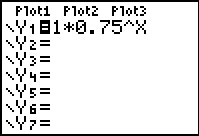 Plot1 Plot2 Plot3
\Y₁=1*0.75^X
\Y₂=
\Y₃=
\Y₄=
\Y₅=
\Y₆=
\Y₇=